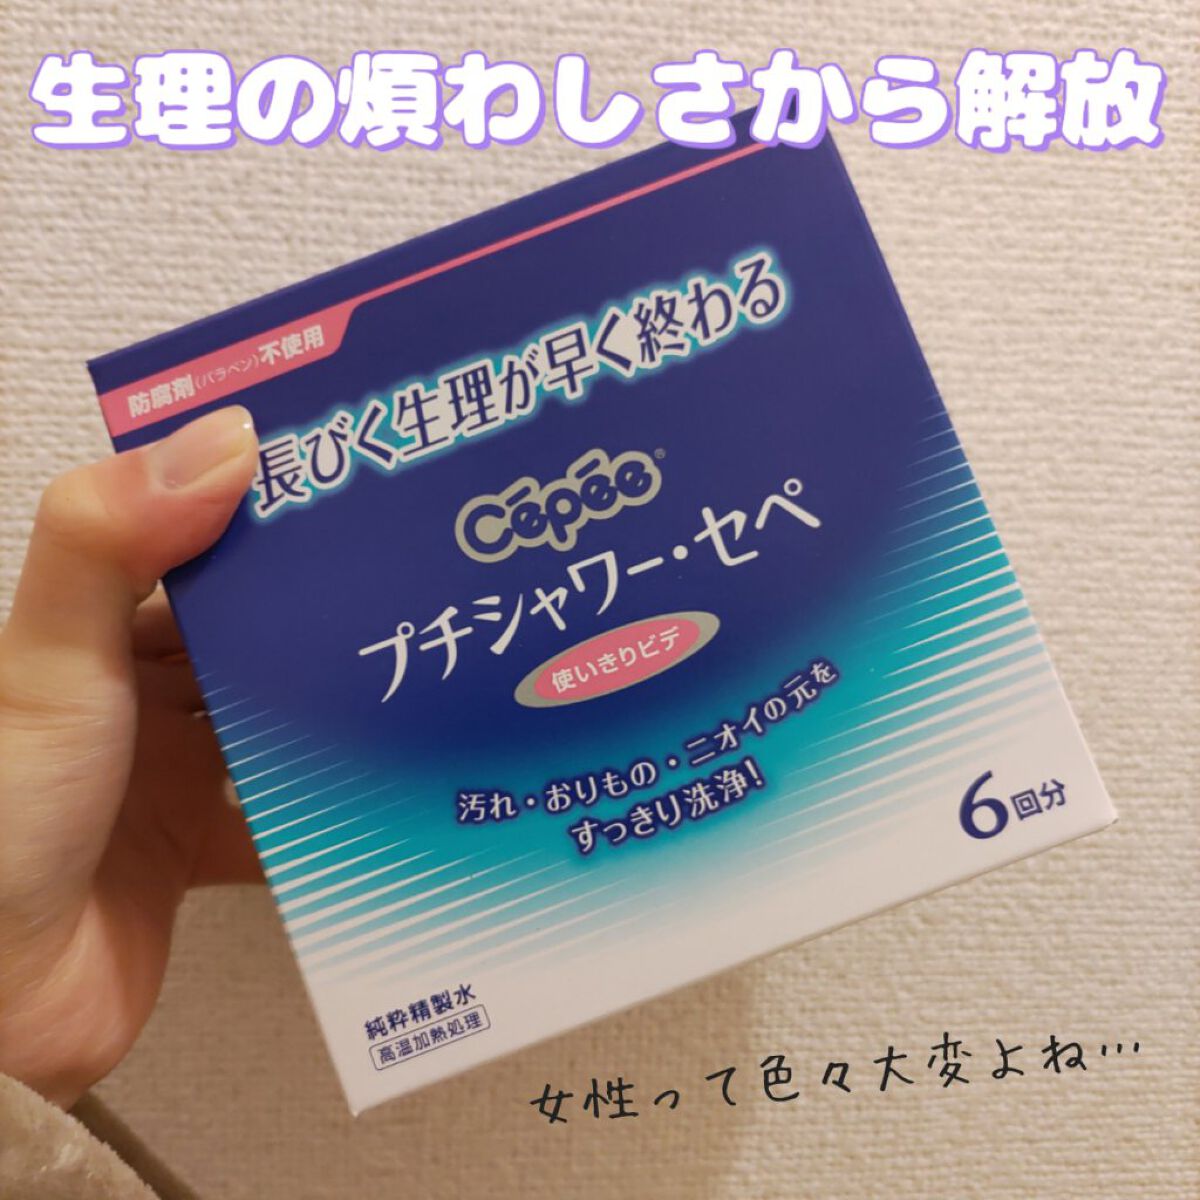 生理の煩わしさから解放
防腐剤(パラベン)不使用
長びく生理が早く終わる
Cēpēe®
プチシャワー・セペ
使いきりビデ
汚れ・おりもの・ニオイの元を
すっきり洗浄!
6回分
純粋精製水
高温加熱処理
女性って色々大変よね…